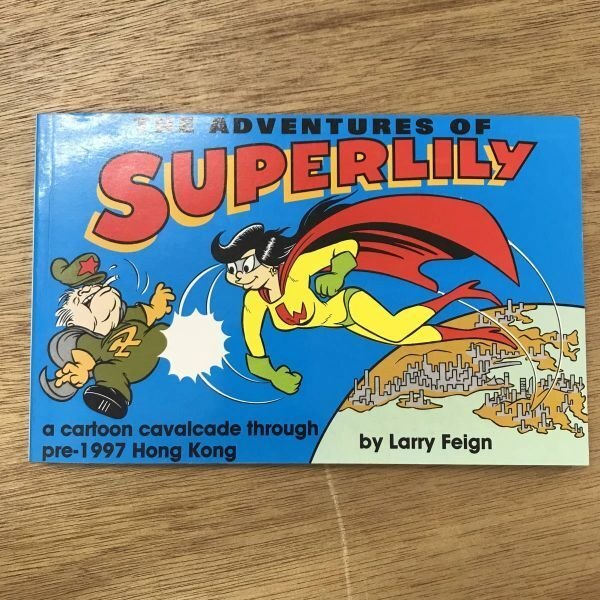 THE ADVENTURES OF
SUPERLILY
a cartoon cavalcade through
pre-1997 Hong Kong
by Larry Feign